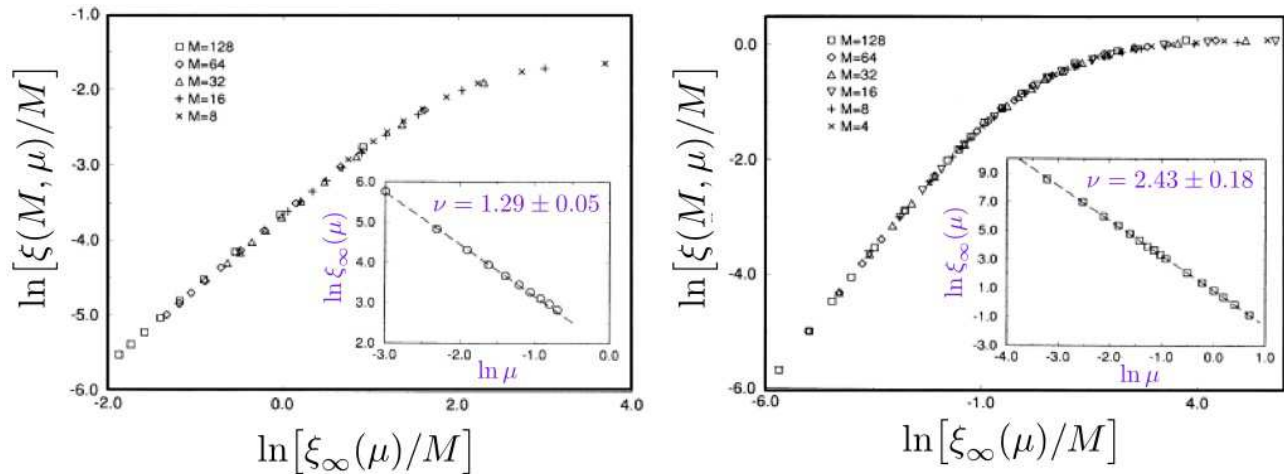 -1.0
-2.0
-3.0
-4.0
-5.0
-6.0
ln[ξ(M, μ)/M]
□ M=128
◇ M=64
△ M=32
+ M=16
× M=8
6.0
5.0
4.0
3.0
2.0
ln ξ∞(μ)
ν = 1.29 ± 0.05
-3.0 -2.0 -1.0 0.0
ln μ
-2.0 0.0 2.0 4.0
ln[ξ∞(μ)/M]
0.0
-2.0
-4.0
-6.0
ln[ξ(M, μ)/M]
□ M=128
◇ M=64
△ M=32
▽ M=16
+ M=8
× M=4
9.0
7.0
5.0
3.0
1.0
-1.0
-3.0
ln ξ∞(μ)
ν = 2.43 ± 0.18
-4.0 -2.0 0.0
ln μ
-6.0 -1.0 4.0
ln[ξ∞(μ)/M]